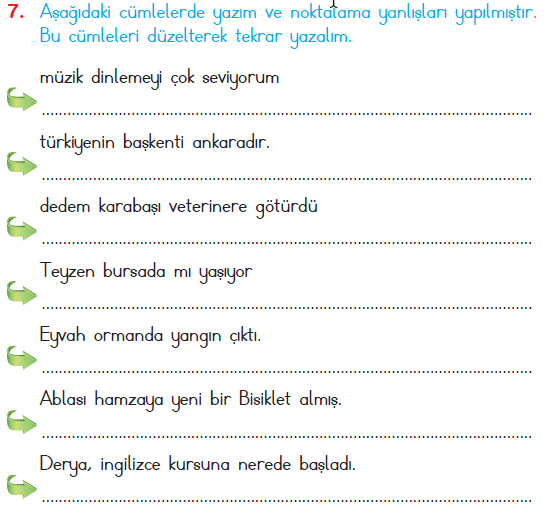 7. Aşağıdaki cümlelerde yazım ve noktalama yanlışları yapılmıştır.
Bu cümleleri düzelterek tekrar yazalım.
müzik dinlemeyi çok seviyorum
türkiyenin başkenti ankaradır.
dedem karabaşı veterinere götürdü
Teyzen bursada mı yaşıyor
Eyvah ormanda yangın çıktı.
Ablası hamzaya yeni bir Bisiklet almış.
Derya, ingilizce kursuna nerede başladı.